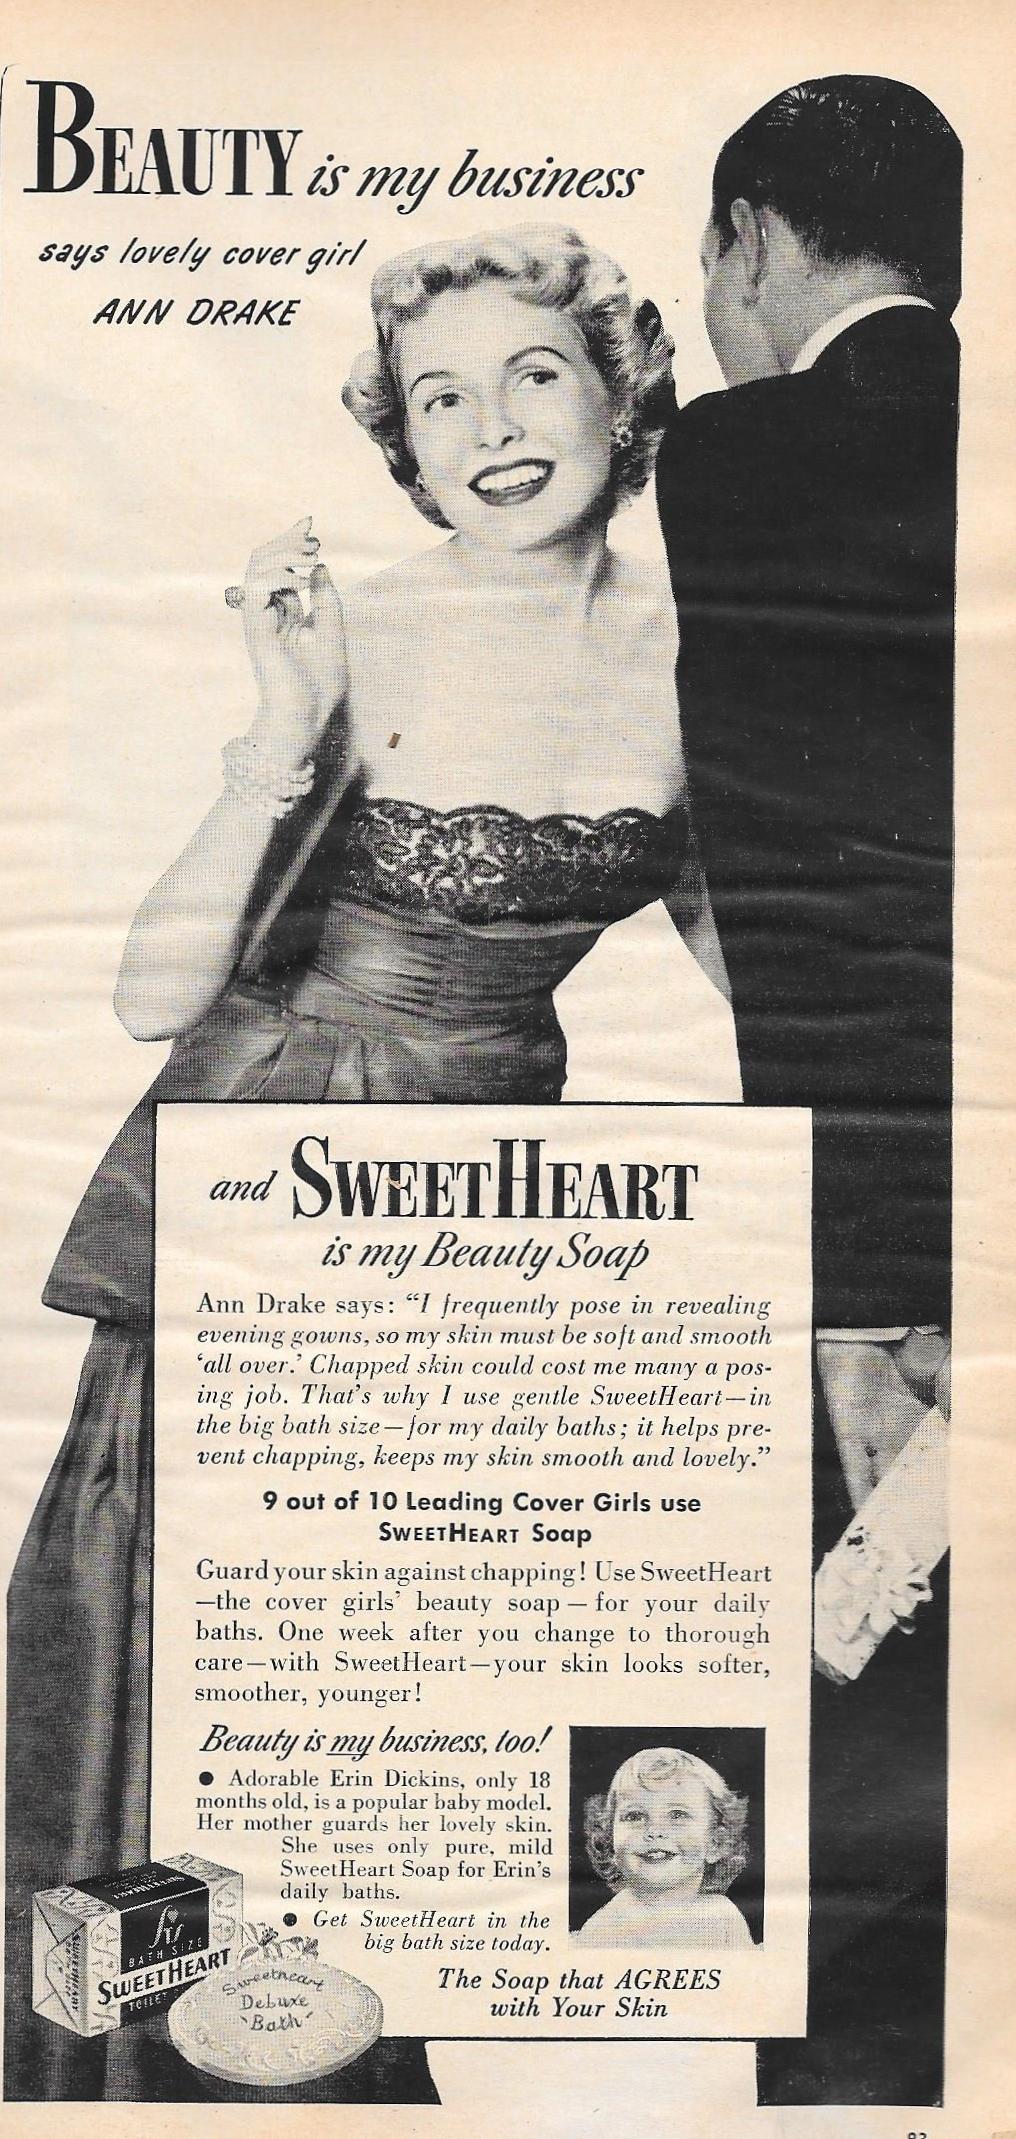 BEAUTY is my business
says lovely cover girl
ANN DRAKE
and SWEETHEART
is my Beauty Soap
Ann Drake says: “I frequently pose in revealing
evening gowns, so my skin must be soft and smooth
‘all over.’ Chapped skin could cost me many a pos-
ing job. That’s why I use gentle SweetHeart—in
the big bath size—for my daily baths; it helps pre-
vent chapping, keeps my skin smooth and lovely.”
9 out of 10 Leading Cover Girls use
SWEETHEART Soap
Guard your skin against chapping! Use SweetHeart
—the cover girls’ beauty soap — for your daily
baths. One week after you change to thorough
care—with SweetHeart—your skin looks softer,
smoother, younger!
Beauty is my business, too!
● Adorable Erin Dickins, only 18
months old, is a popular baby model.
Her mother guards her lovely skin.
She uses only pure, mild
SweetHeart Soap for Erin’s
daily baths.
● Get SweetHeart in the
big bath size today.
The Soap that AGREES
with Your Skin
BATH SIZE
SWEETHEART
TOILET
Sweetheart
Deluxe
'Bath'